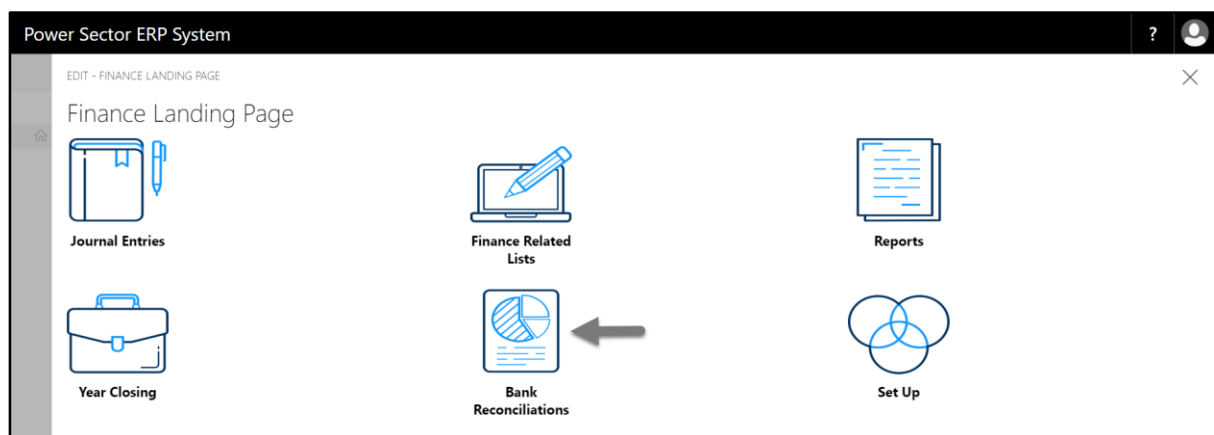 Power Sector ERP System
?
EDIT - FINANCE LANDING PAGE
Finance Landing Page
Journal Entries
Finance Related
Lists
Reports
Year Closing
Bank
Reconciliations
Set Up